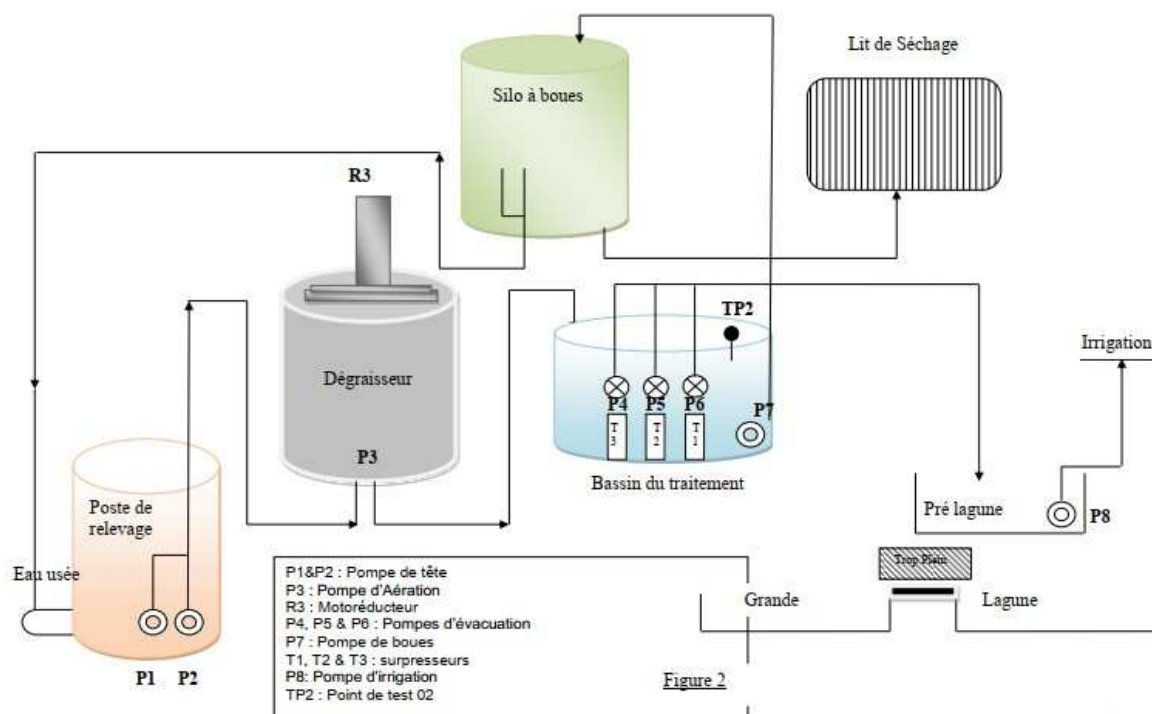 Lit de Séchage
Silo à boues
R3
TP2
Irrigation
Dégraisseur
P4 P5 P6 P7
T3 T2 T1
P3
Bassin du traitement
Poste de
relevage
Pré lagune
P8
Eau usée
Trop Plein
P1&P2 : Pompe de tête
P3 : Pompe d'Aération
R3 : Motoréducteur
P4, P5 & P6 : Pompes d'évacuation
P7 : Pompe de boues
T1, T2 & T3 : surpresseurs
P8: Pompe d'irrigation
TP2 : Point de test 02
Grande Lagune
P1 P2
Figure 2